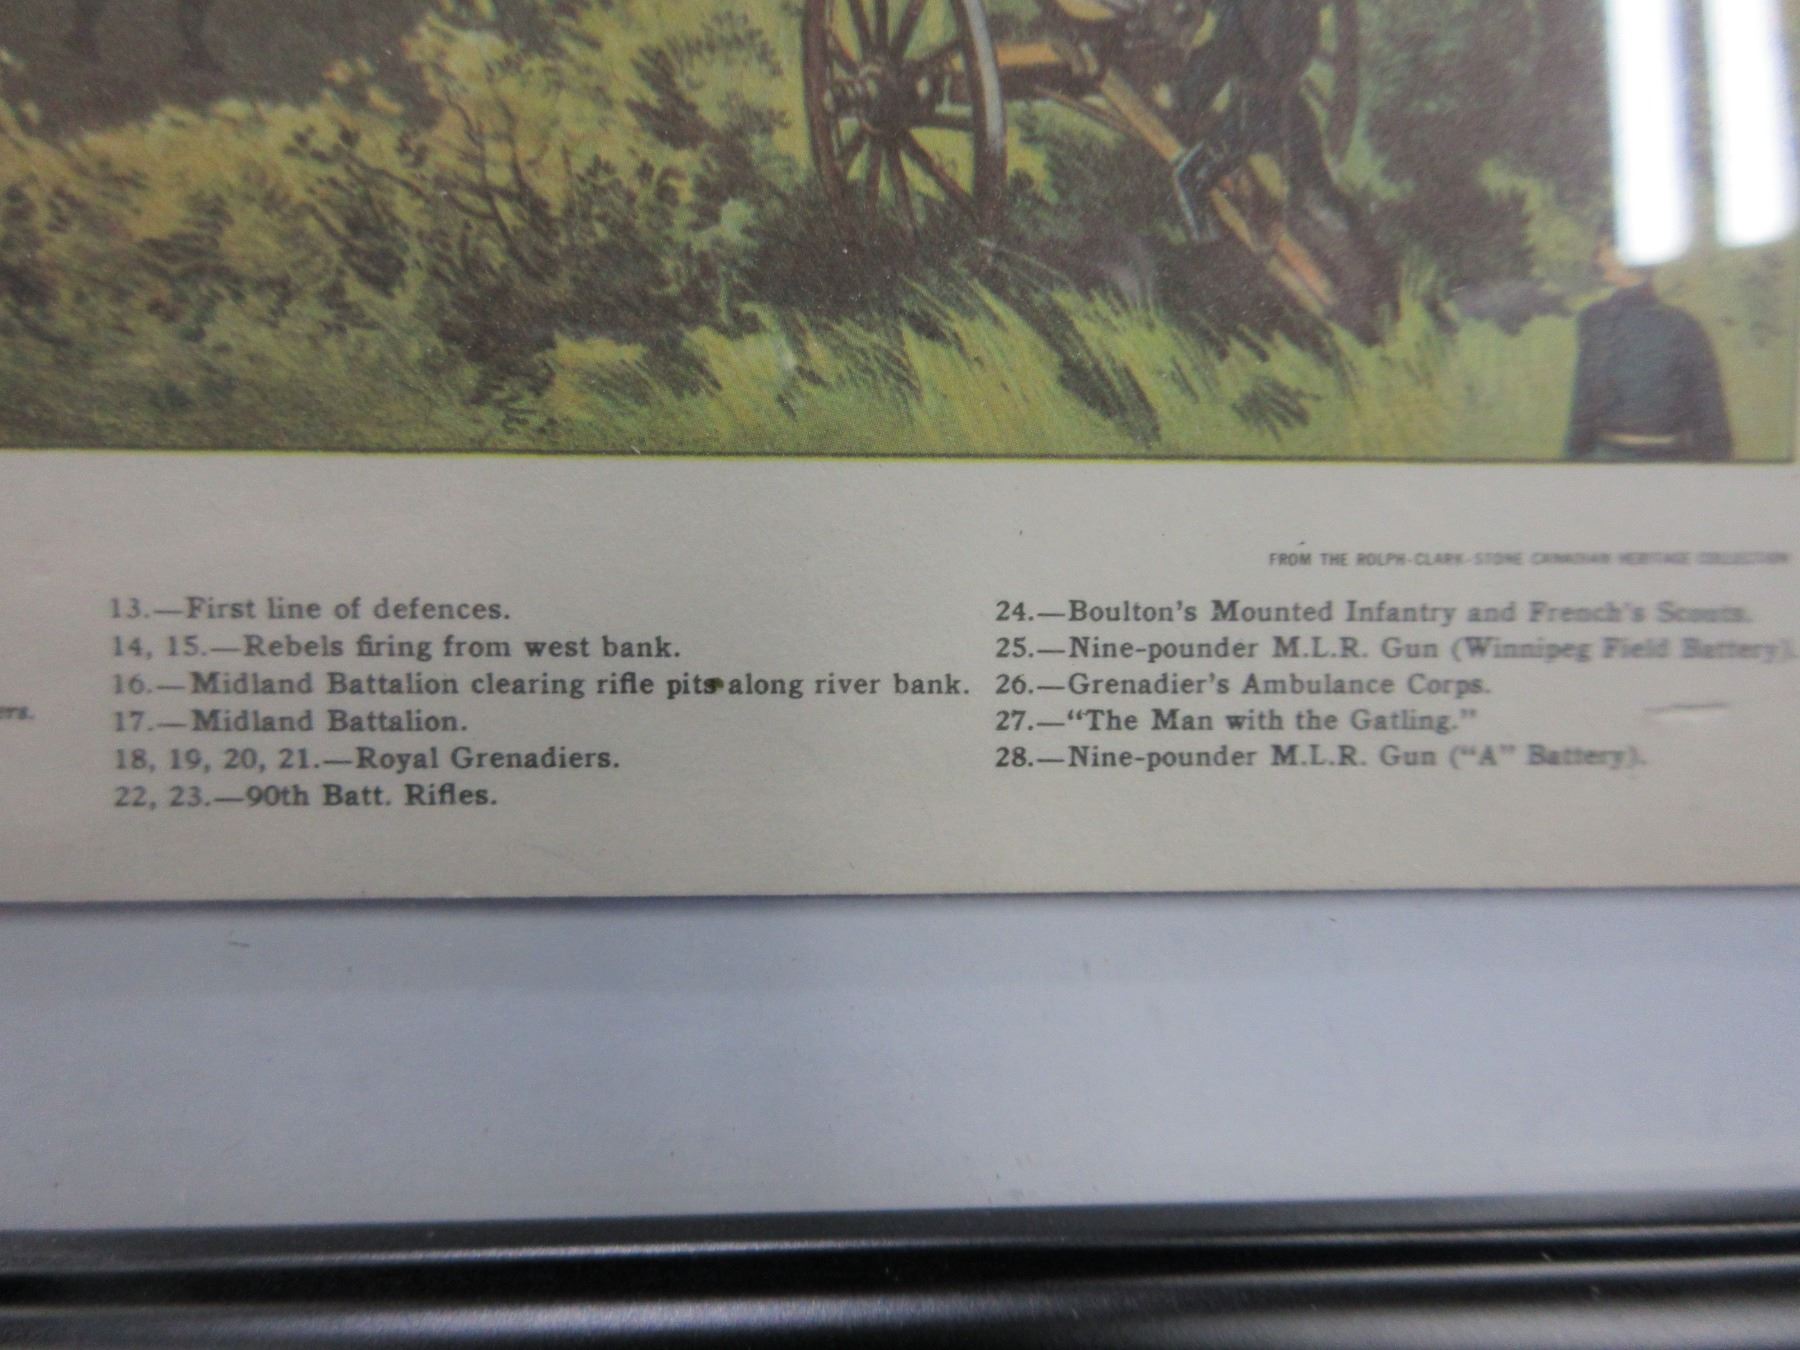 FROM THE ROLPH-CLARK-STONE CANADIAN HERITAGE COLLECTION
13.—First line of defences.
14, 15.—Rebels firing from west bank.
16.—Midland Battalion clearing rifle pits along river bank.
17.—Midland Battalion.
18, 19, 20, 21.—Royal Grenadiers.
22, 23.—90th Batt. Rifles.
24.—Boulton's Mounted Infantry and French's Scouts.
25.—Nine-pounder M.L.R. Gun (Winnipeg Field Battery).
26.—Grenadier's Ambulance Corps.
27.—“The Man with the Gatling.”
28.—Nine-pounder M.L.R. Gun (“A” Battery).